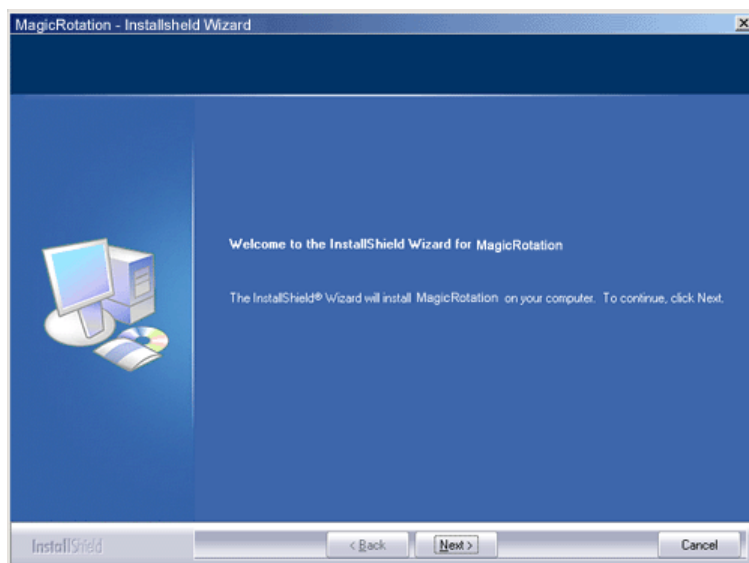 MagicRotation - Installsheld Wizard
Welcome to the InstallShield Wizard for MagicRotation
The InstallShield® Wizard will install MagicRotation on your computer. To continue, click Next.
InstallShield
< Back
Next >
Cancel